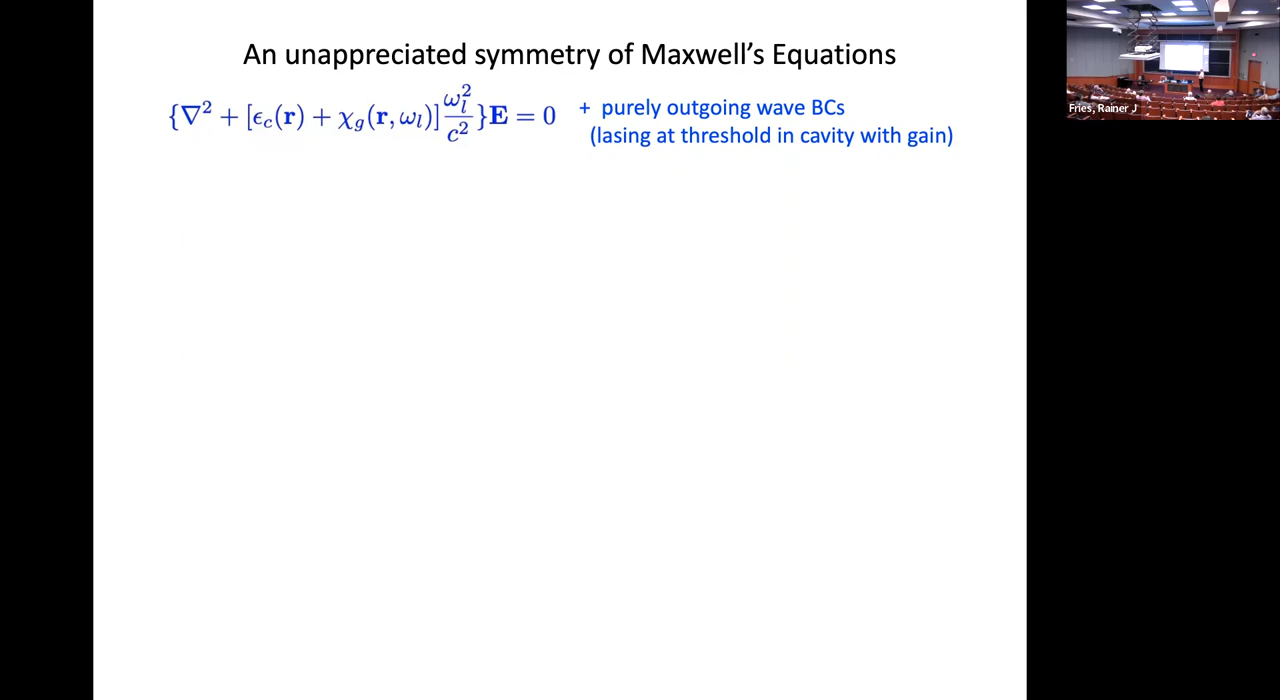 An unappreciated symmetry of Maxwell's Equations
{∇² + [ϵ_c(r) + χ_g(r, ω_l)] ω_l²/c²}E = 0 + purely outgoing wave BCs
(lasing at threshold in cavity with gain)
Fries, Rainer J